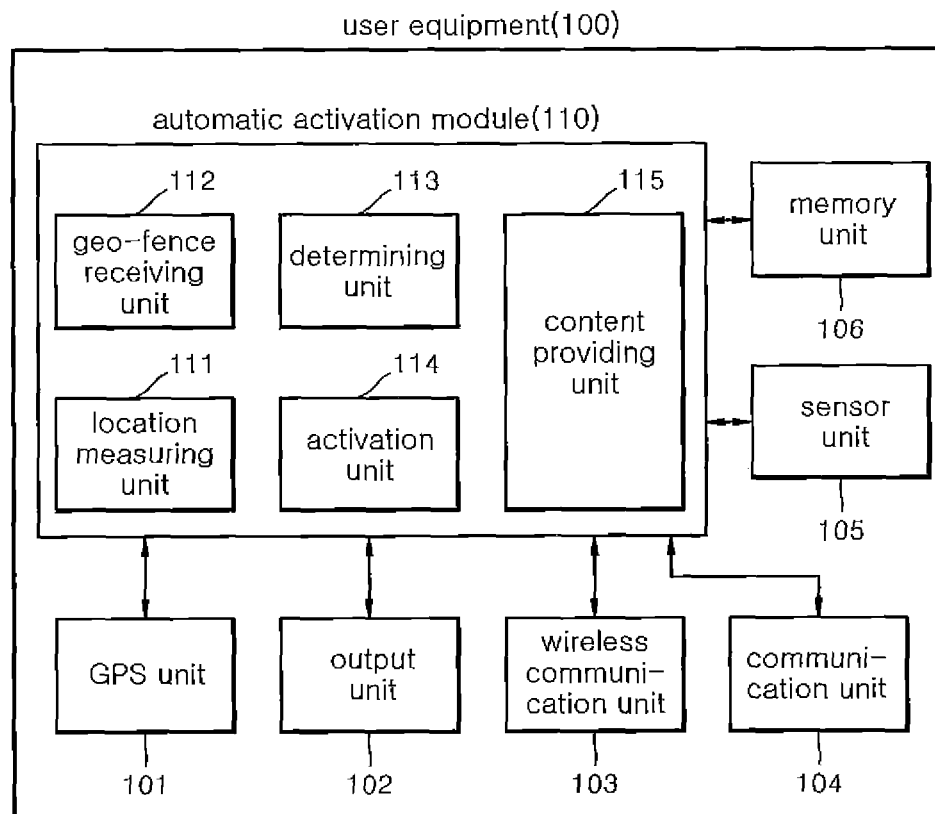 user equipment(100)
automatic activation module(110)
112
113
115
geo-fence
receiving
unit
determining
unit
content
providing
unit
memory
unit
106
111
114
location
measuring
unit
activation
unit
sensor
unit
105
GPS unit
output
unit
wireless
communi-
cation unit
communi-
cation unit
101
102
103
104